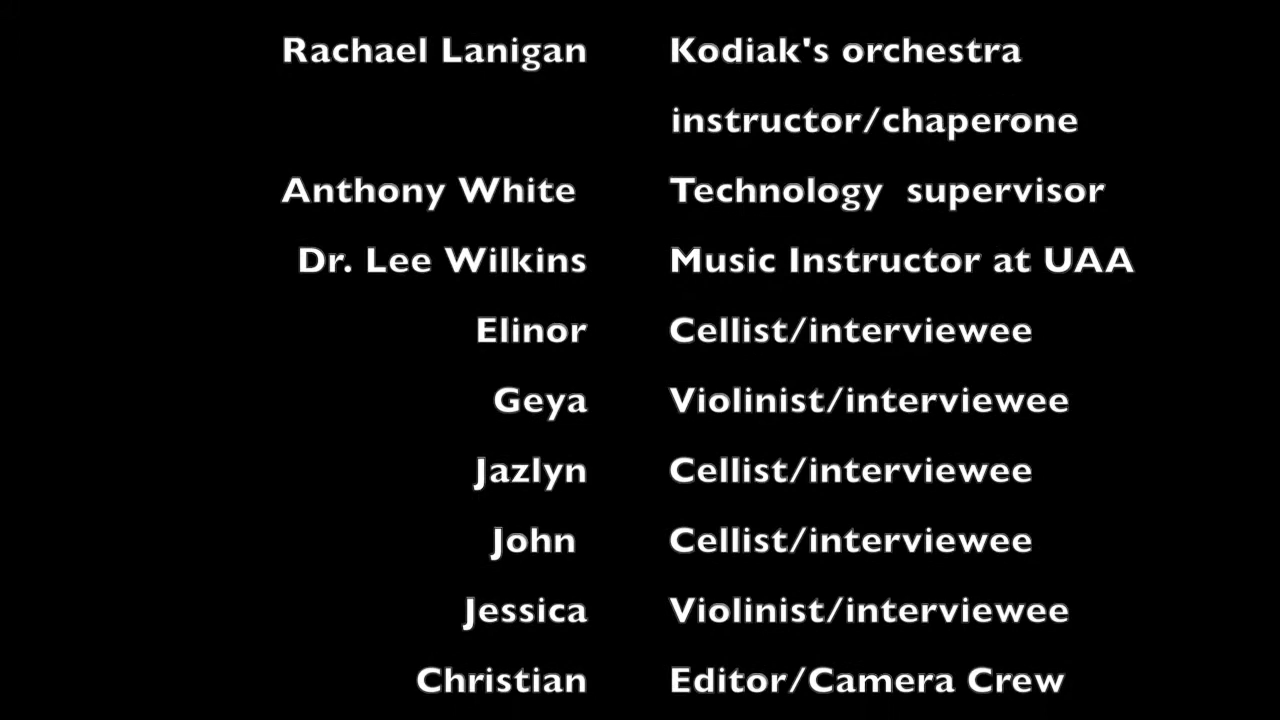 Rachael Lanigan Kodiak's orchestra
instructor/chaperone
Anthony White Technology supervisor
Dr. Lee Wilkins Music Instructor at UAA
Elinor Cellist/interviewee
Geya Violinist/interviewee
Jazlyn Cellist/interviewee
John Cellist/interviewee
Jessica Violinist/interviewee
Christian Editor/Camera Crew